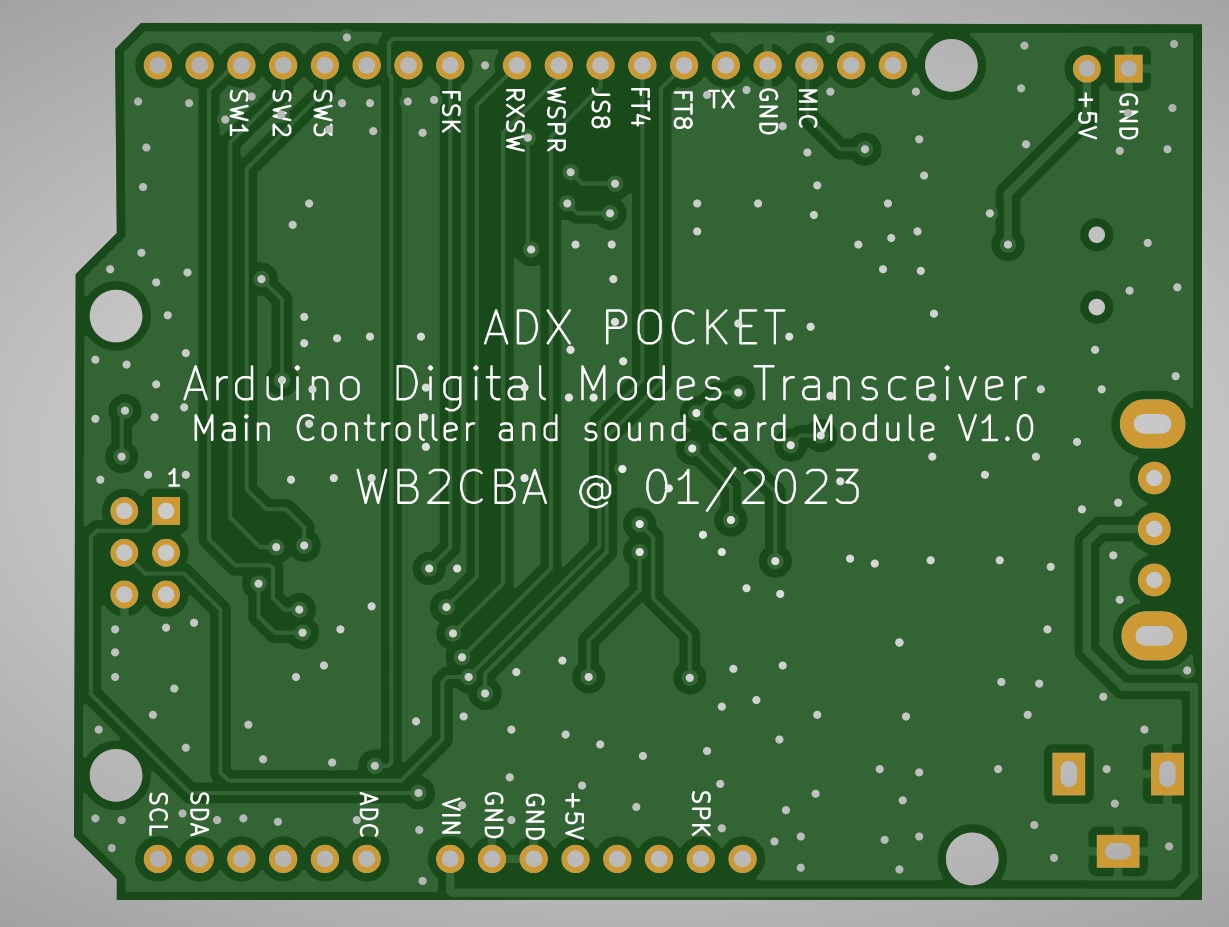 SW1 SW2 SW3 FSK RXSW WSPR JS8 FT4 FT8 TX GND MIC +5V GND
ADX POCKET
Arduino Digital Modes Transceiver
Main Controller and sound card Module V1.0
WB2CBA @ 01/2023
1
SCL SDA ADC VIN GND GND +5V SPK